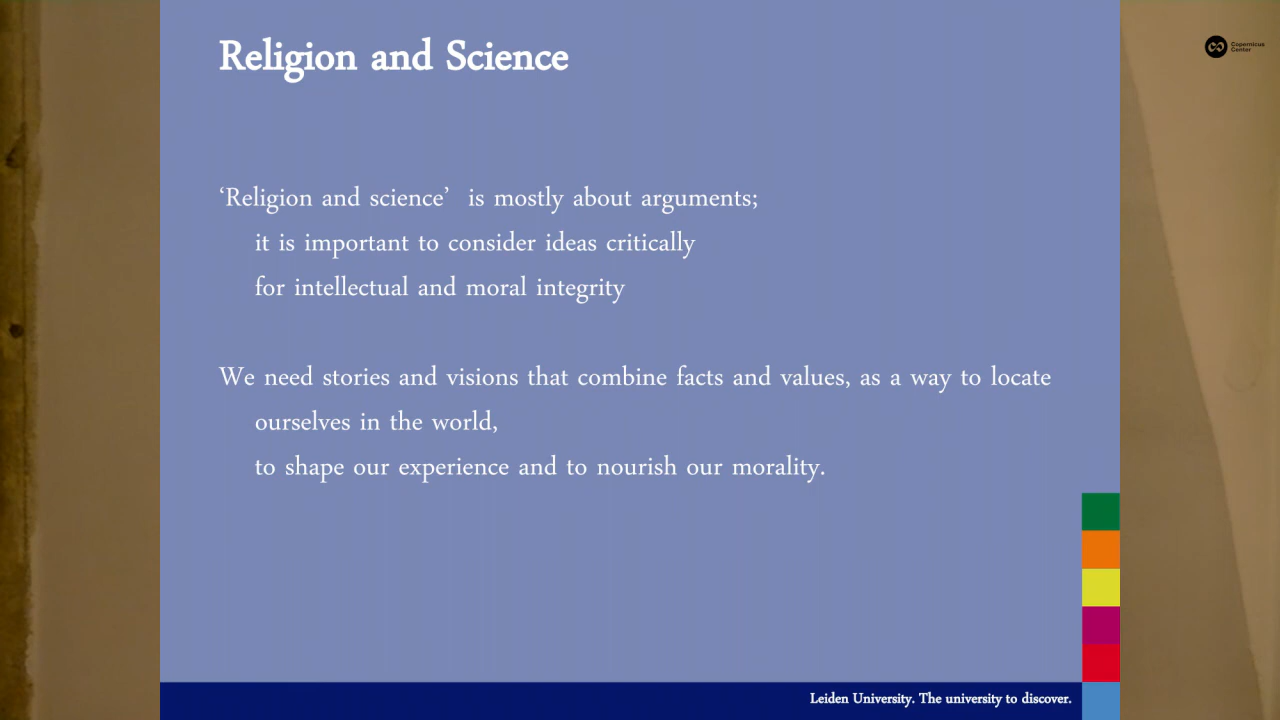 Religion and Science
Copernicus
Center
‘Religion and science’ is mostly about arguments;
it is important to consider ideas critically
for intellectual and moral integrity
We need stories and visions that combine facts and values, as a way to locate
ourselves in the world,
to shape our experience and to nourish our morality.
Leiden University. The university to discover.